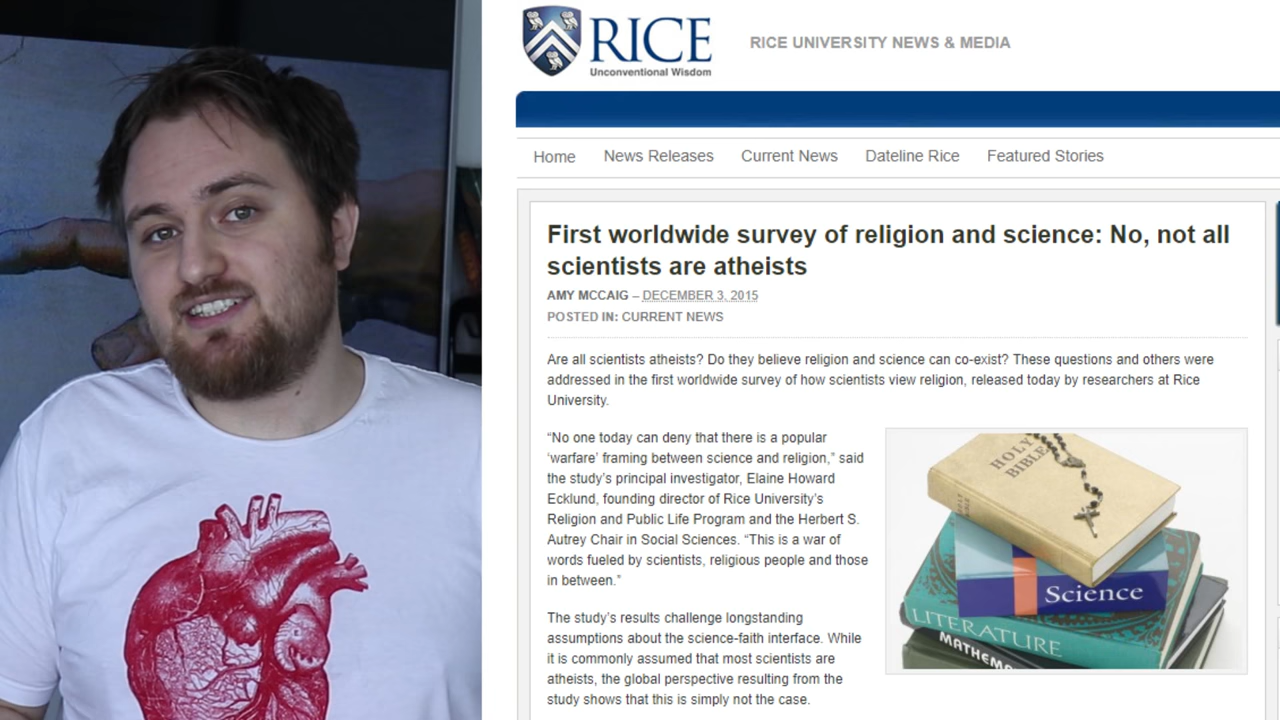 RICE
Unconventional Wisdom
RICE UNIVERSITY NEWS & MEDIA
Home News Releases Current News Dateline Rice Featured Stories
First worldwide survey of religion and science: No, not all
scientists are atheists
AMY MCCAIG – DECEMBER 3, 2015
POSTED IN: CURRENT NEWS
Are all scientists atheists? Do they believe religion and science can co-exist? These questions and others were
addressed in the first worldwide survey of how scientists view religion, released today by researchers at Rice
University.
“No one today can deny that there is a popular
‘warfare’ framing between science and religion,” said
the study’s principal investigator, Elaine Howard
Ecklund, founding director of Rice University’s
Religion and Public Life Program and the Herbert S.
Autrey Chair in Social Sciences. “This is a war of
words fueled by scientists, religious people and those
in between.”
The study’s results challenge longstanding
assumptions about the science-faith interface. While
it is commonly assumed that most scientists are
atheists, the global perspective resulting from the
study shows that this is simply not the case.
HOLY
BIBLE
HOLY
BIBLE
Science
LITERATURE
MATHEMA